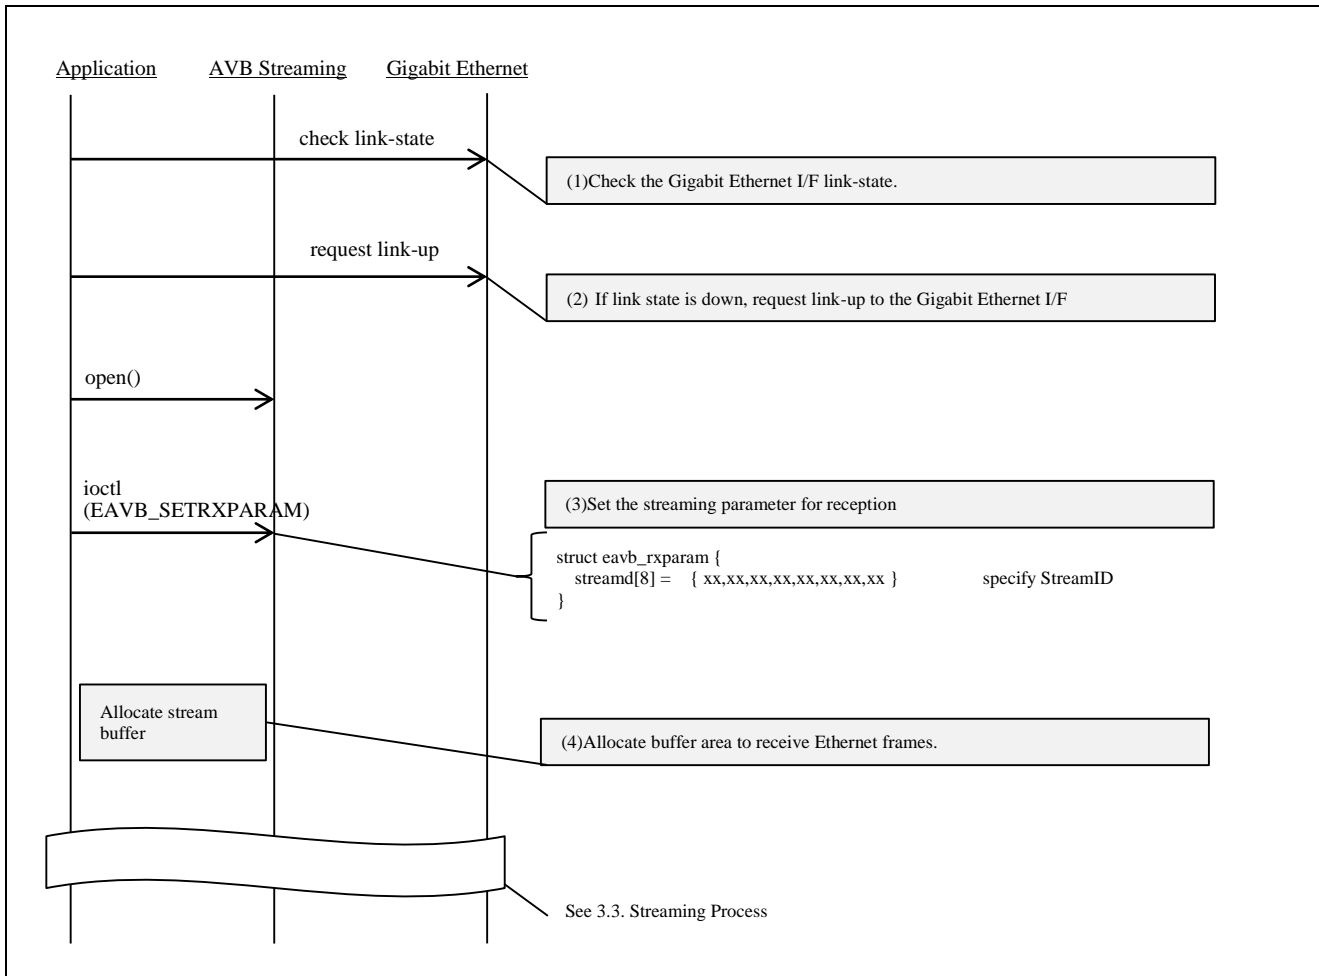 Application AVB Streaming Gigabit Ethernet
check link-state
(1)Check the Gigabit Ethernet I/F link-state.
request link-up
(2) If link state is down, request link-up to the Gigabit Ethernet I/F
open()
ioctl
(EAVB_SETRXPARAM)
(3)Set the streaming parameter for reception
struct eavb_rxparam {
streamd[8] = { xx,xx,xx,xx,xx,xx,xx,xx } specify StreamID
}
Allocate stream
buffer
(4)Allocate buffer area to receive Ethernet frames.
See 3.3. Streaming Process